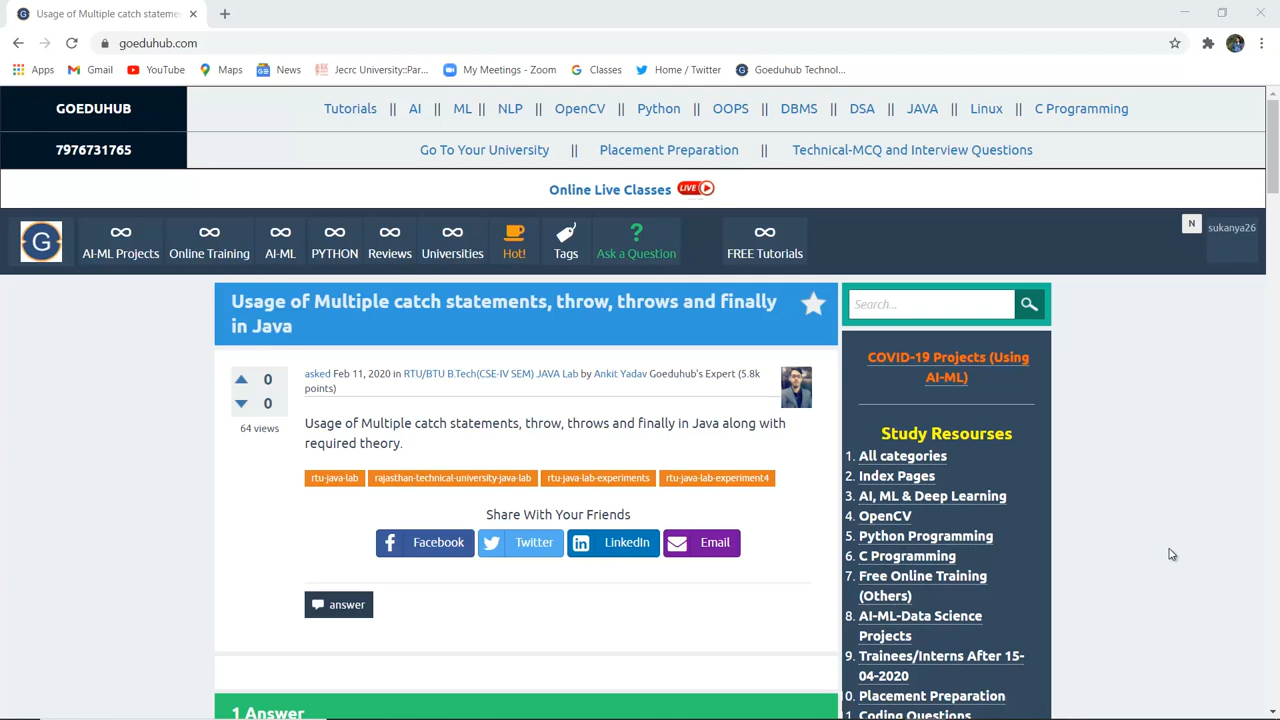 Usage of Multiple catch stateme
goeduhub.com
Apps Gmail YouTube Maps News Jecrc University::Par... My Meetings - Zoom Classes Home / Twitter Goeduhub Technol...
GOEDUHUB
Tutorials || AI || ML || NLP || OpenCV || Python || OOPS || DBMS || DSA || JAVA || Linux || C Programming
7976731765
Go To Your University || Placement Preparation || Technical-MCQ and Interview Questions
Online Live Classes LIVE
G
AI-ML Projects Online Training AI-ML PYTHON Reviews Universities Hot! Tags Ask a Question FREE Tutorials
N
sukanya26
Usage of Multiple catch statements, throw, throws and finally
in Java
0
0
64 views
asked Feb 11, 2020 in RTU/BTU B.Tech(CSE-IV SEM) JAVA Lab by Ankit Yadav Goeduhub's Expert (5.8k
points)
Usage of Multiple catch statements, throw, throws and finally in Java along with
required theory.
rtu-java-lab rajasthan-technical-university-java-lab rtu-java-lab-experiments rtu-java-lab-experiment4
Share With Your Friends
Facebook Twitter LinkedIn Email
answer
1 Answer
Search...
COVID-19 Projects (Using
AI-ML)
Study Resourses
1. All categories
2. Index Pages
3. AI, ML & Deep Learning
4. OpenCV
5. Python Programming
6. C Programming
7. Free Online Training
(Others)
8. AI-ML-Data Science
Projects
9. Trainees/Interns After 15-
04-2020
0. Placement Preparation
1. Coding Questions